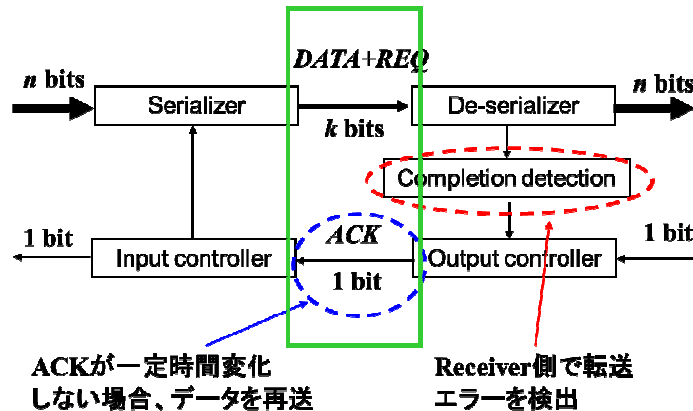 DATA+REQ
n bits
Serializer
De-serializer
n bits
k bits
Completion detection
1 bit
Input controller
ACK
1 bit
Output controller
1 bit
ACKが一定時間変化
しない場合、データを再送
Receiver側で転送
エラーを検出